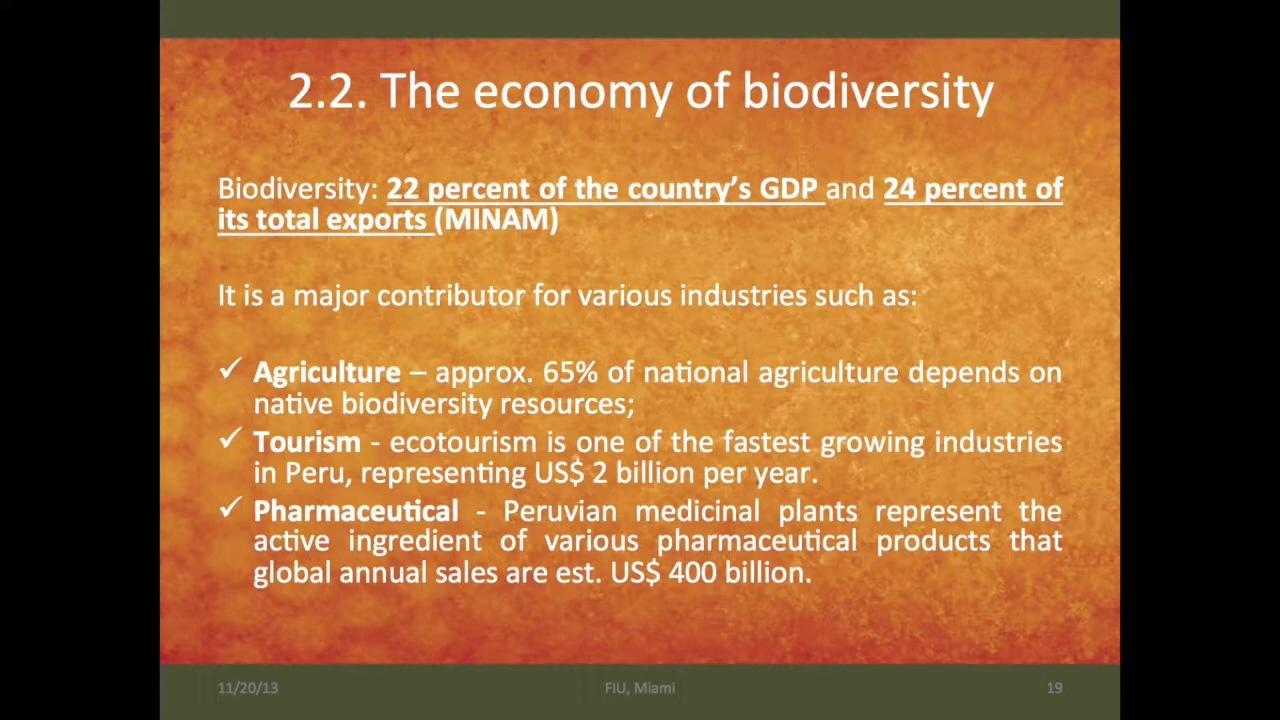 2.2. The economy of biodiversity
Biodiversity: 22 percent of the country’s GDP and 24 percent of
its total exports (MINAM)
It is a major contributor for various industries such as:
✓ Agriculture – approx. 65% of national agriculture depends on
native biodiversity resources;
✓ Tourism - ecotourism is one of the fastest growing industries
in Peru, representing US$ 2 billion per year.
✓ Pharmaceutical - Peruvian medicinal plants represent the
active ingredient of various pharmaceutical products that
global annual sales are est. US$ 400 billion.
11/20/13 FIU, Miami 19